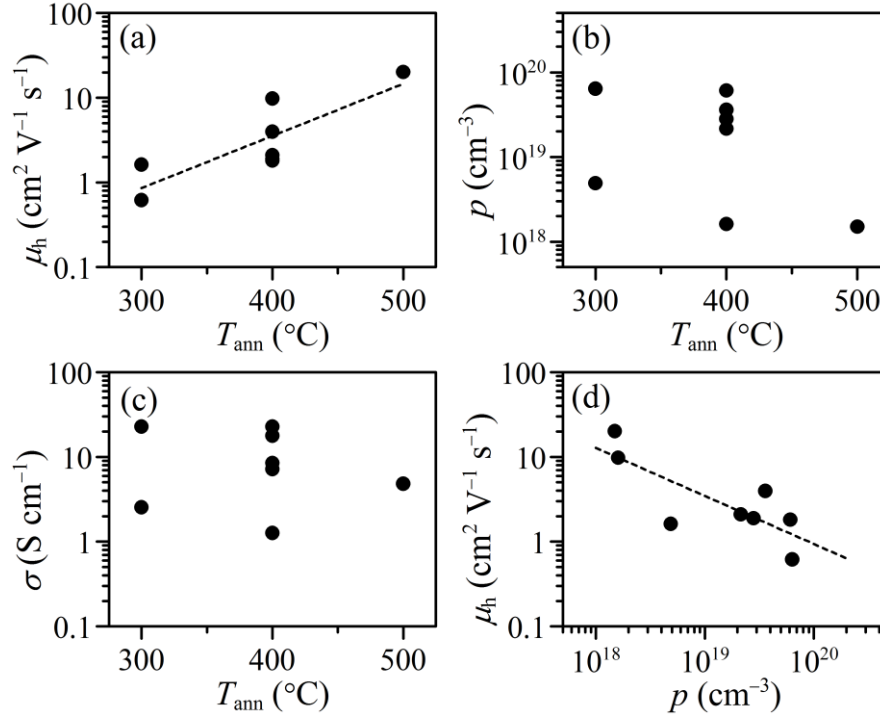 (a)
μh (cm² V⁻¹ s⁻¹)
100
10
1
0.1
300 400 500
Tann (°C)
(b)
p (cm⁻³)
10²⁰
10¹⁹
10¹⁸
300 400 500
Tann (°C)
(c)
σ (S cm⁻¹)
100
10
1
0.1
300 400 500
Tann (°C)
(d)
μh (cm² V⁻¹ s⁻¹)
100
10
1
0.1
10¹⁸ 10¹⁹ 10²⁰
p (cm⁻³)